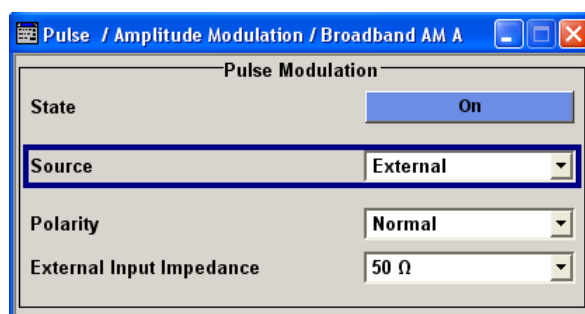 Pulse / Amplitude Modulation / Broadband AM A
Pulse Modulation
State On
Source External
Polarity Normal
External Input Impedance 50 Ω